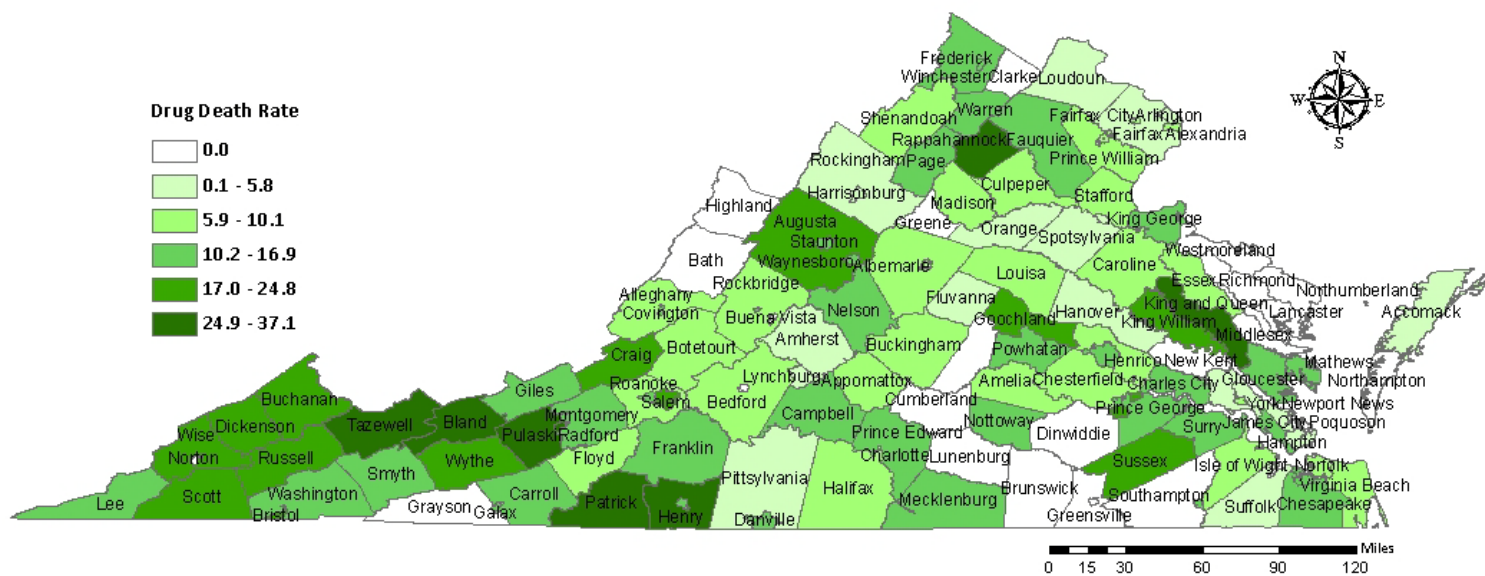 Drug Death Rate
0.0
0.1 - 5.8
5.9 - 10.1
10.2 - 16.9
17.0 - 24.8
24.9 - 37.1
N
W E
S
Frederick
Winchester Clarke Loudoun
Warren
Shenandoah
Fairfax City Arlington
Fairfax Alexandria
Rappahannock Fauquier
Page
Prince William
Rockingham
Harrisonburg
Culpeper
Madison
Stafford
Highland
Greene
King George
Augusta
Staunton
Orange Spotsylvania
Westmoreland
Bath
Waynesboro Albemarle
Louisa
Caroline
Essex Richmond
Rockbridge
Northumberland
Alleghany
Covington
Fluvanna
Hanover
King and Queen
Lancaster
Accomack
Buena Vista
Nelson
Goochland
King William
Middlesex
Amherst
Buckingham
Powhatan
Henrico New Kent
Mathews
Craig
Botetourt
Giles
Roanoke
Lynchburg Appomattox
Amelia
Chesterfield
Charles City
Gloucester
Northampton
Buchanan
Salem
Bedford
Cumberland
Prince George
York Newport News
Dickenson
Tazewell
Bland
Montgomery
Campbell
Nottoway
Surry
James City Poquoson
Wise
Pulaski Radford
Prince Edward
Dinwiddie
Hampton
Norton
Russell
Wythe
Floyd
Franklin
Charlotte Lunenburg
Sussex
Isle of Wight Norfolk
Smyth
Pittsylvania
Virginia Beach
Lee
Scott
Washington
Carroll
Patrick
Halifax
Mecklenburg
Brunswick
Southampton
Bristol
Grayson
Galax
Henry
Danville
Greensville
Suffolk
Chesapeake
Miles
0 15 30 60 90 120